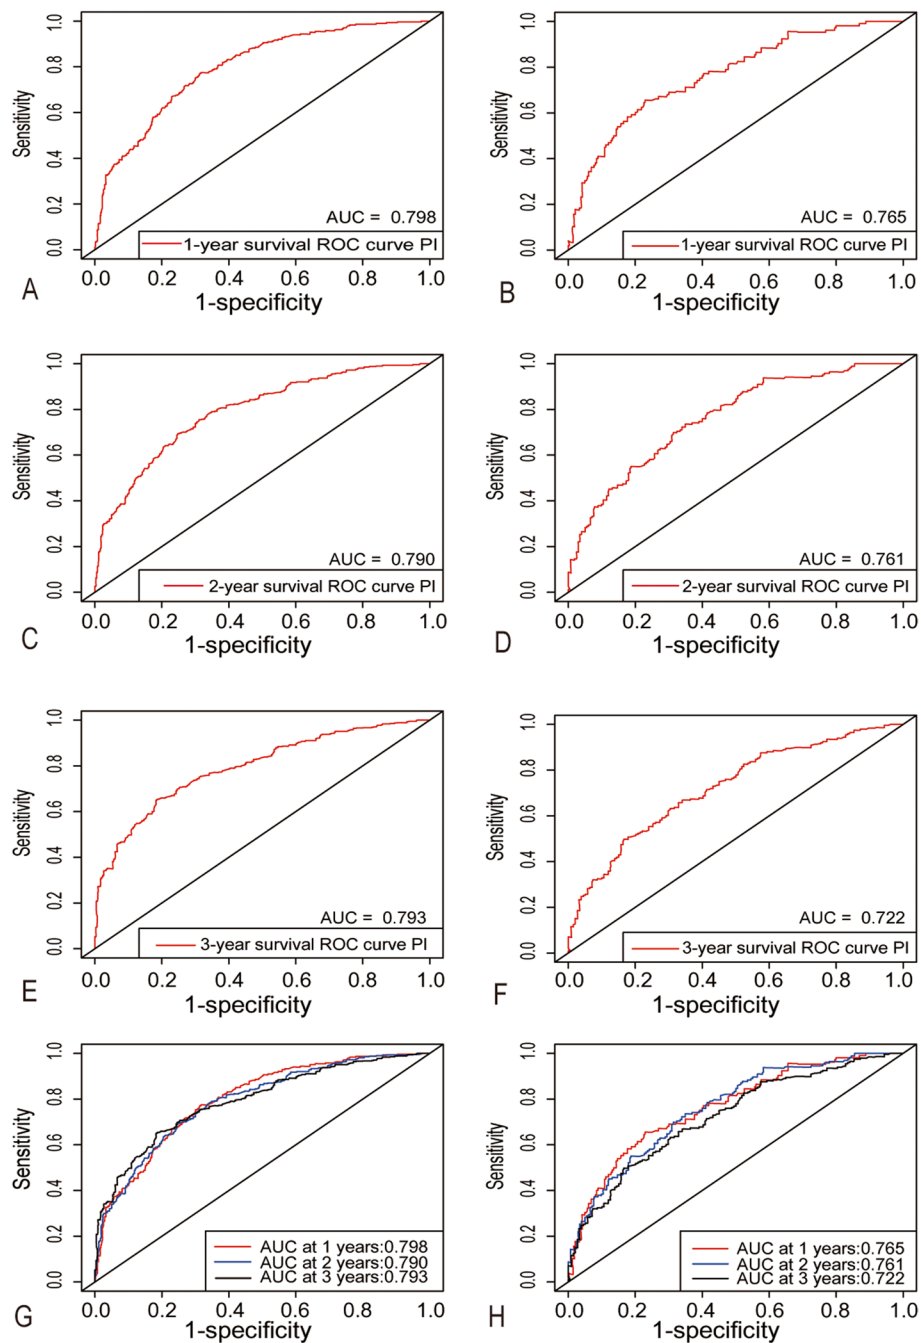 1.0
0.8
0.6
0.4
0.2
0.0
Sensitivity
AUC = 0.798
1-year survival ROC curve PI
0.0 0.2 0.4 0.6 0.8 1.0
1-specificity
A
1.0
0.8
0.6
0.4
0.2
0.0
Sensitivity
AUC = 0.765
1-year survival ROC curve PI
0.0 0.2 0.4 0.6 0.8 1.0
1-specificity
B
1.0
0.8
0.6
0.4
0.2
0.0
Sensitivity
AUC = 0.790
2-year survival ROC curve PI
0.0 0.2 0.4 0.6 0.8 1.0
1-specificity
C
1.0
0.8
0.6
0.4
0.2
0.0
Sensitivity
AUC = 0.761
2-year survival ROC curve PI
0.0 0.2 0.4 0.6 0.8 1.0
1-specificity
D
1.0
0.8
0.6
0.4
0.2
0.0
Sensitivity
AUC = 0.793
3-year survival ROC curve PI
0.0 0.2 0.4 0.6 0.8 1.0
1-specificity
E
1.0
0.8
0.6
0.4
0.2
0.0
Sensitivity
AUC = 0.722
3-year survival ROC curve PI
0.0 0.2 0.4 0.6 0.8 1.0
1-specificity
F
1.0
0.8
0.6
0.4
0.2
0.0
Sensitivity
AUC at 1 years:0.798
AUC at 2 years:0.790
AUC at 3 years:0.793
0.0 0.2 0.4 0.6 0.8 1.0
1-specificity
G
1.0
0.8
0.6
0.4
0.2
0.0
Sensitivity
AUC at 1 years:0.765
AUC at 2 years:0.761
AUC at 3 years:0.722
0.0 0.2 0.4 0.6 0.8 1.0
1-specificity
H